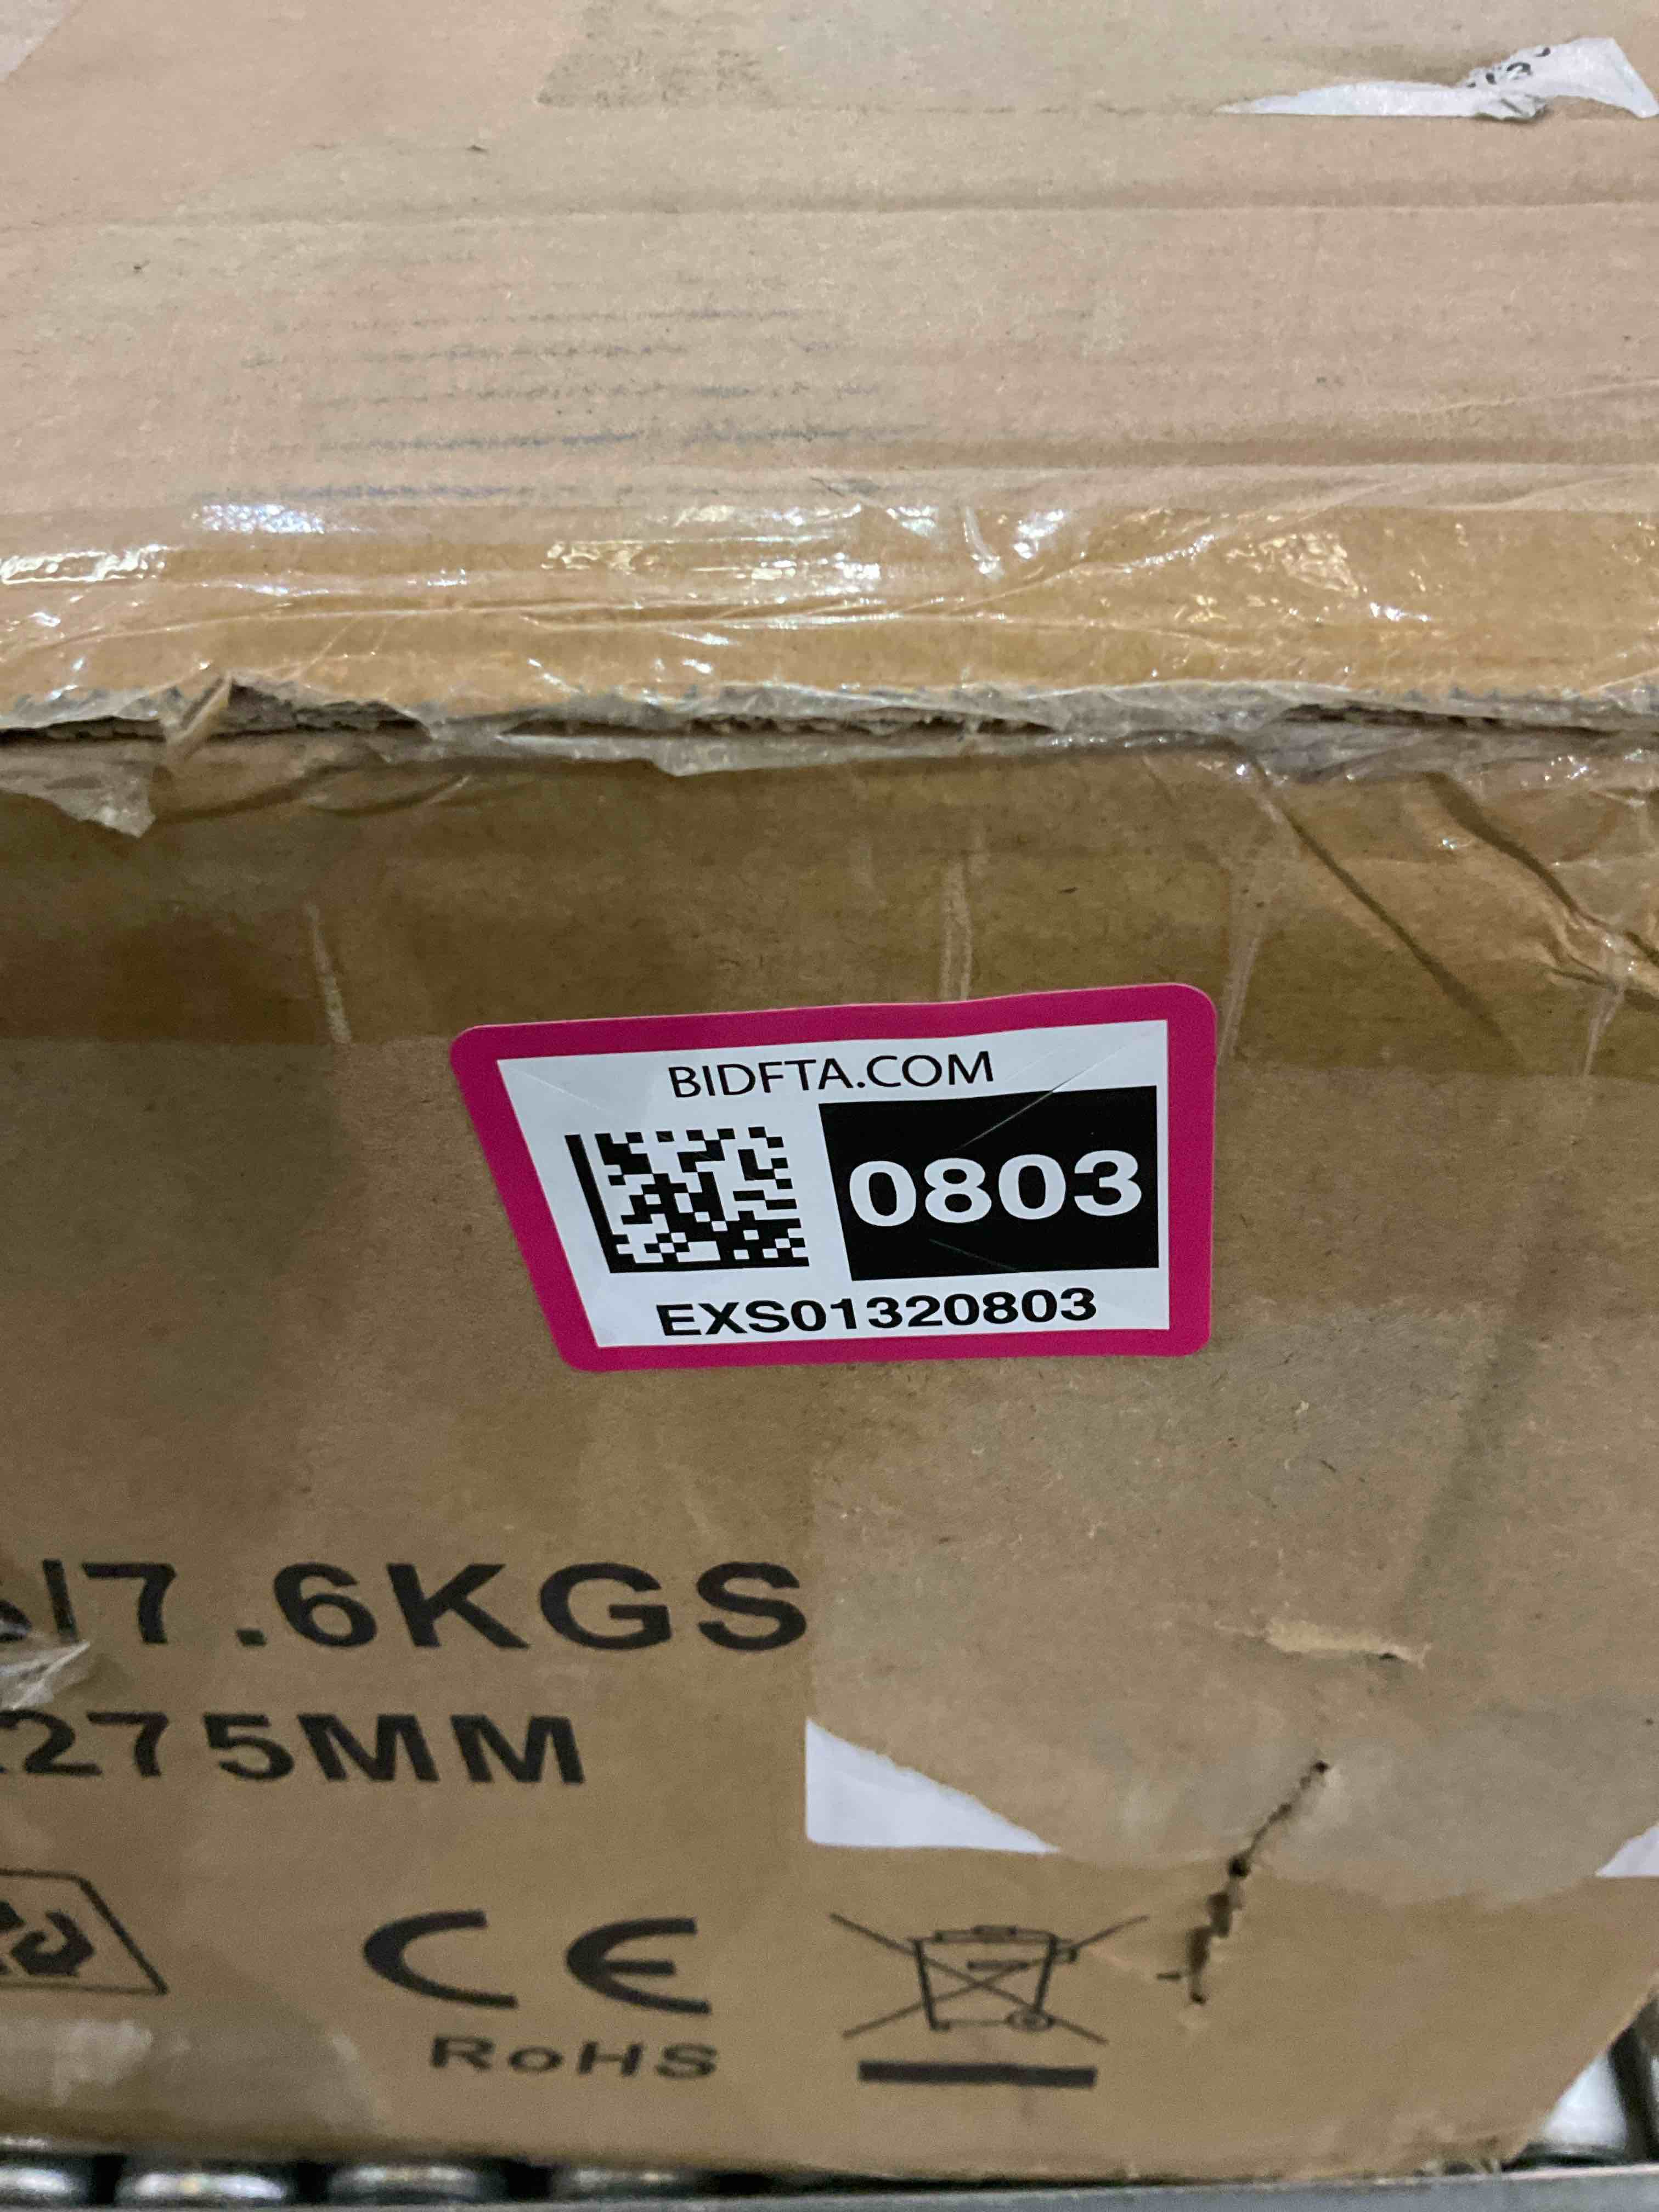 BIDFTA.COM
0803
EXS01320803
/7.6KGS
275MM
CE
RoHS